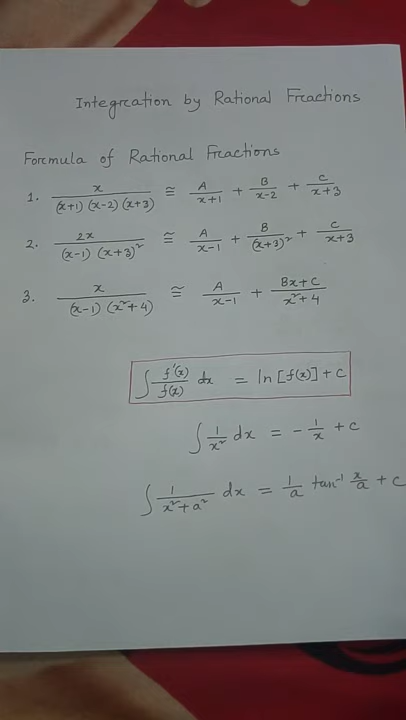 Integration by Rational Fractions
Formula of Rational Fractions
1. x/((x+1)(x-2)(x+3)) ≅ A/(x+1) + B/(x-2) + C/(x+3)
2. 2x/((x-1)(x+3)²) ≅ A/(x-1) + B/(x+3)² + C/(x+3)
3. x/((x-1)(x²+4)) ≅ A/(x-1) + (Bx+C)/(x²+4)
∫ f'(x)/f(x) dx = ln [f(x)] + c
∫ 1/x² dx = - 1/x + c
∫ 1/(x²+a²) dx = 1/a tan⁻¹ x/a + c